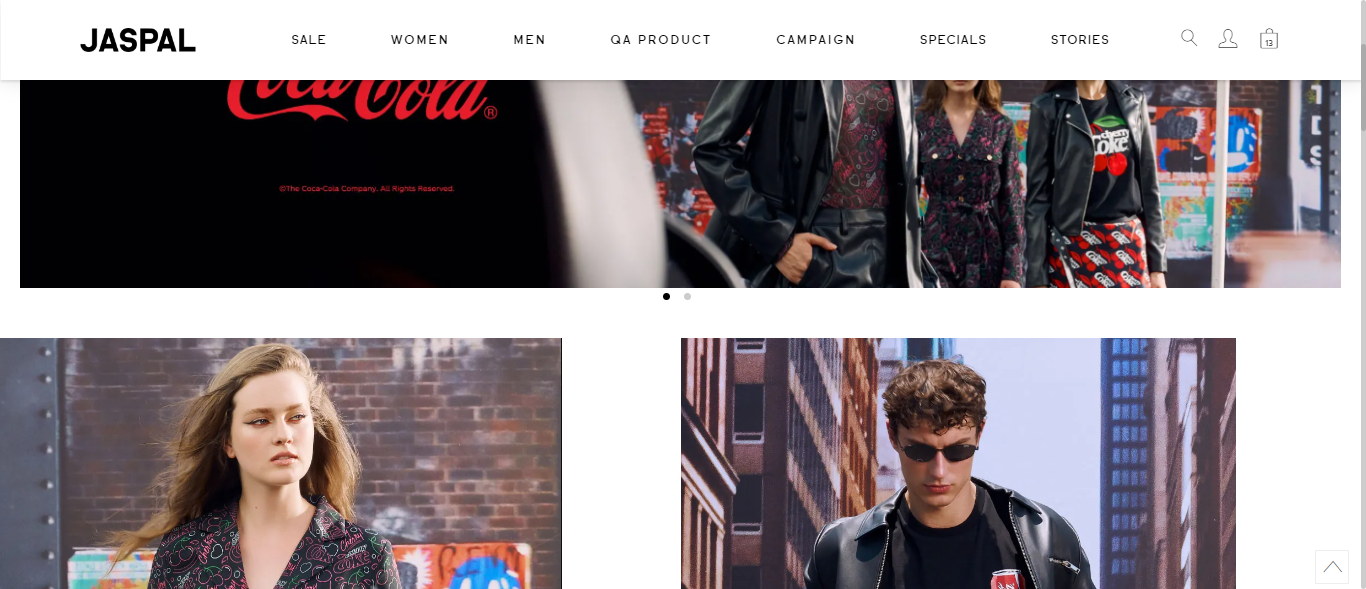 JASPAL
SALE WOMEN MEN QA PRODUCT CAMPAIGN SPECIALS STORIES
13
Coca-Cola®
©The Coca-Cola Company. All Rights Reserved.
cherry
Coke